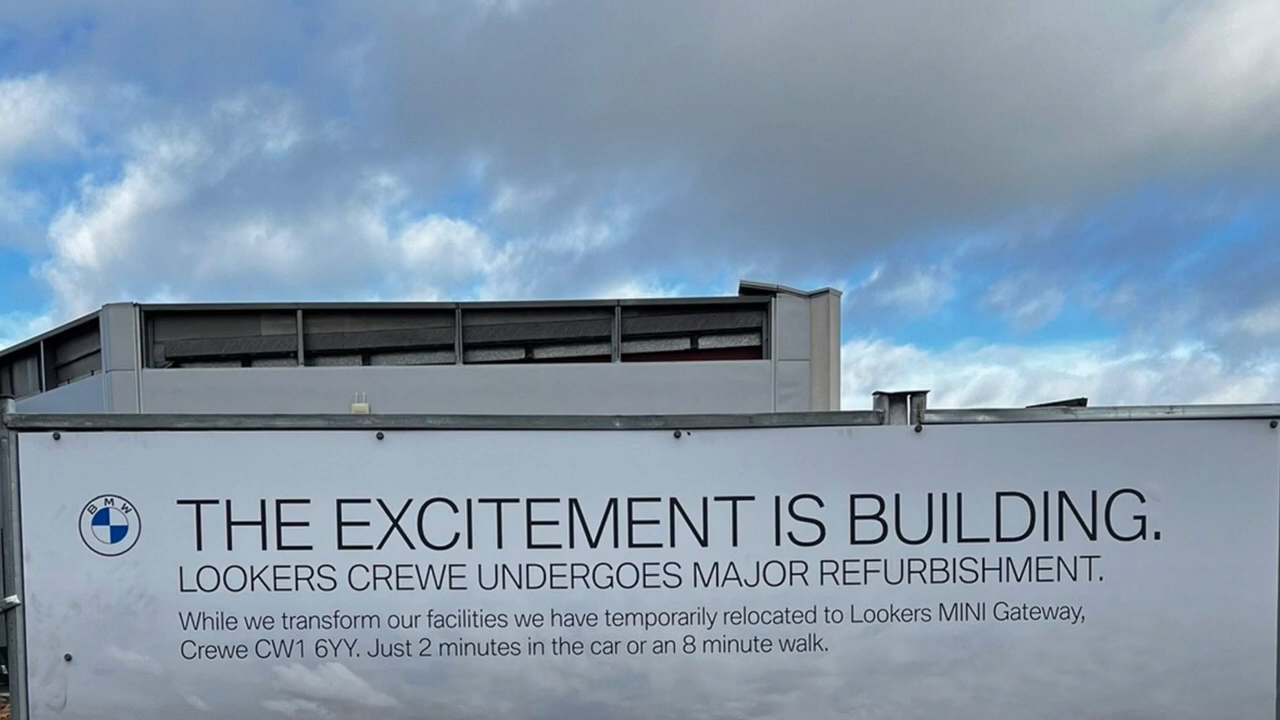 BMW
THE EXCITEMENT IS BUILDING.
LOOKERS CREWE UNDERGOES MAJOR REFURBISHMENT.
While we transform our facilities we have temporarily relocated to Lookers MINI Gateway,
Crewe CW1 6YY. Just 2 minutes in the car or an 8 minute walk.